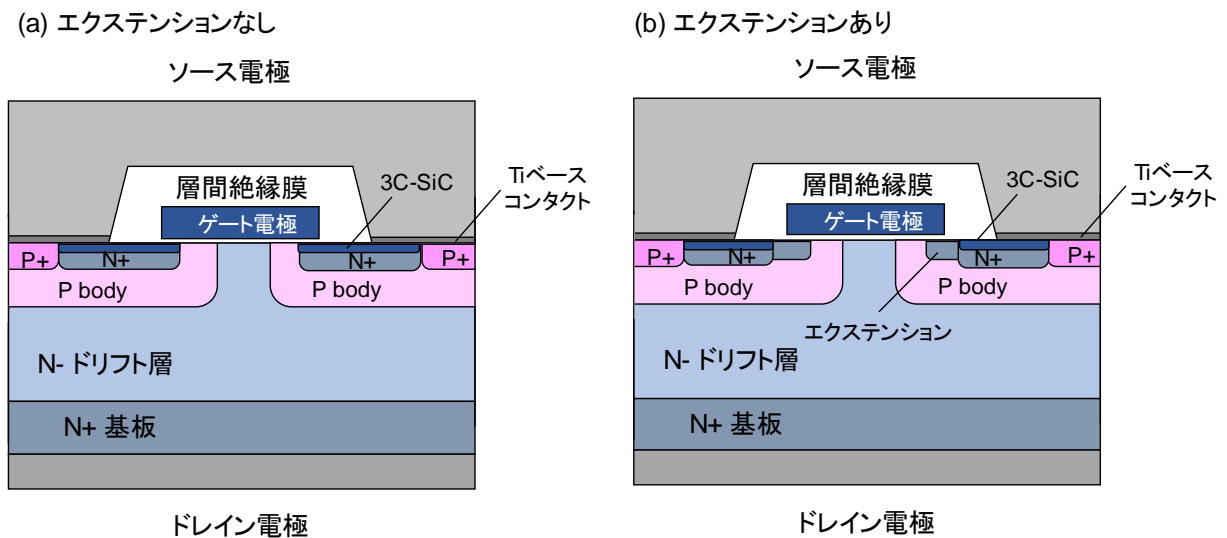 (a) エクステンションなし
ソース電極
層間絶縁膜
ゲート電極
3C-SiC
Tiベース
コンタクト
P+
N+
N+
P+
P body
P body
N- ドリフト層
N+ 基板
ドレイン電極
(b) エクステンションあり
ソース電極
層間絶縁膜
ゲート電極
3C-SiC
Tiベース
コンタクト
P+
N+
N+
P+
P body
P body
エクステンション
N- ドリフト層
N+ 基板
ドレイン電極